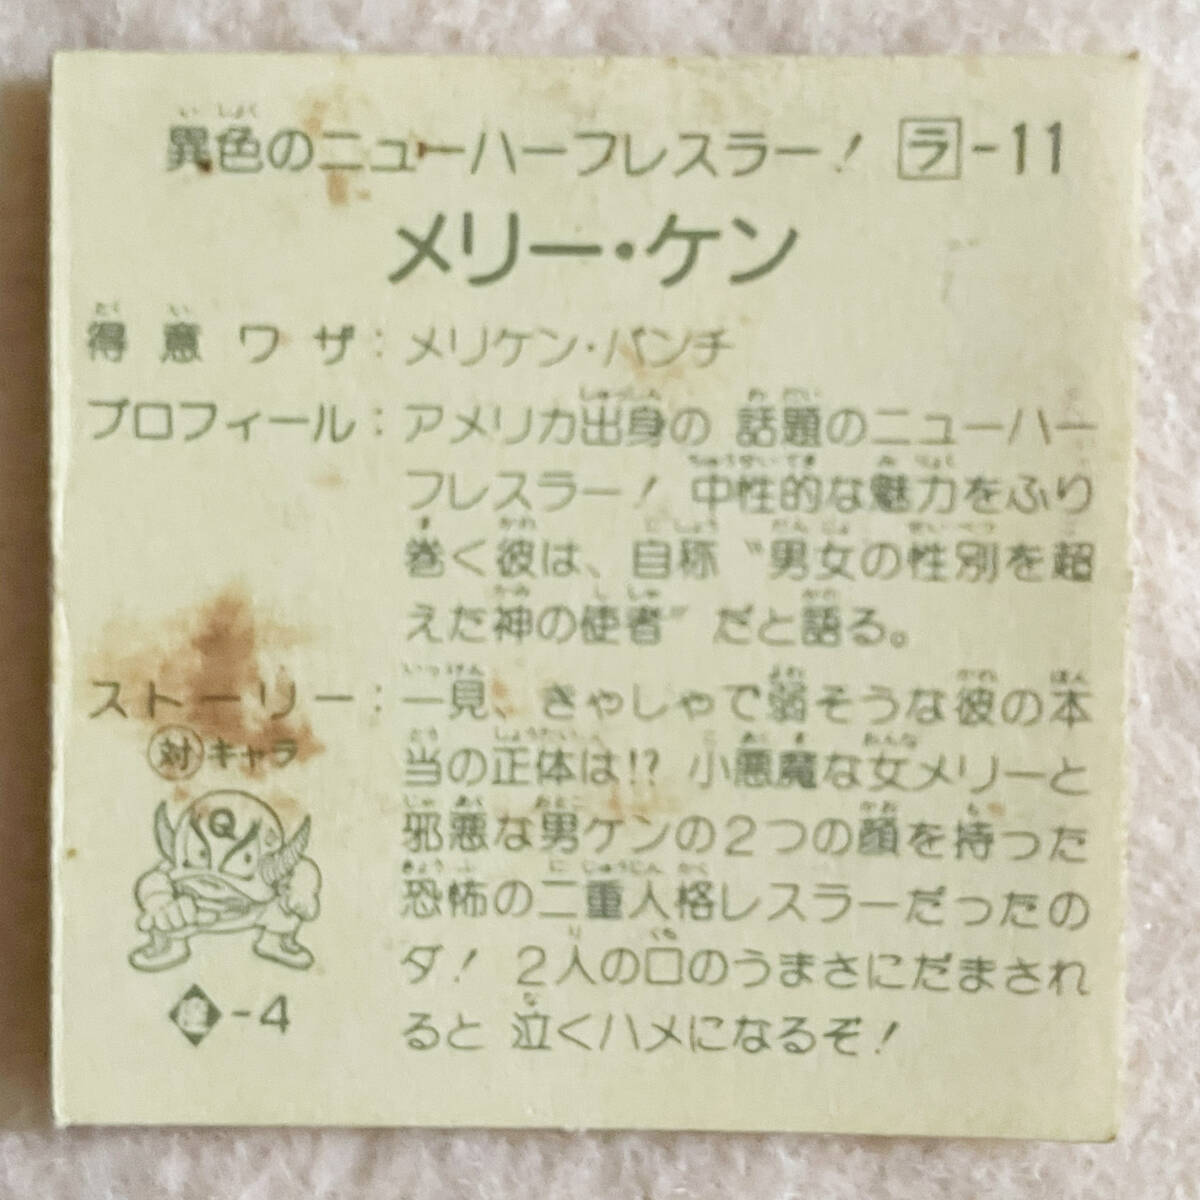 異色のニューハーフレスラー! ラ-11
メリー・ケン
得意ワザ:メリケン・パンチ
プロフィール:アメリカ出身の 話題のニューハー
フレスラー! 中性的な魅力をふり
巻く彼は、自称〝男女の性別を超
えた神の使者〟だと語る。
ストーリー:一見、きゃしゃで弱そうな彼の本
当の正体は!? 小悪魔な女メリーと
邪悪な男ケンの2つの顔を持った
恐怖の二重人格レスラーだったの
ダ! 2人の口のうまさにだまされ
ると 泣くハメになるぞ!
対キャラ
Q
-4